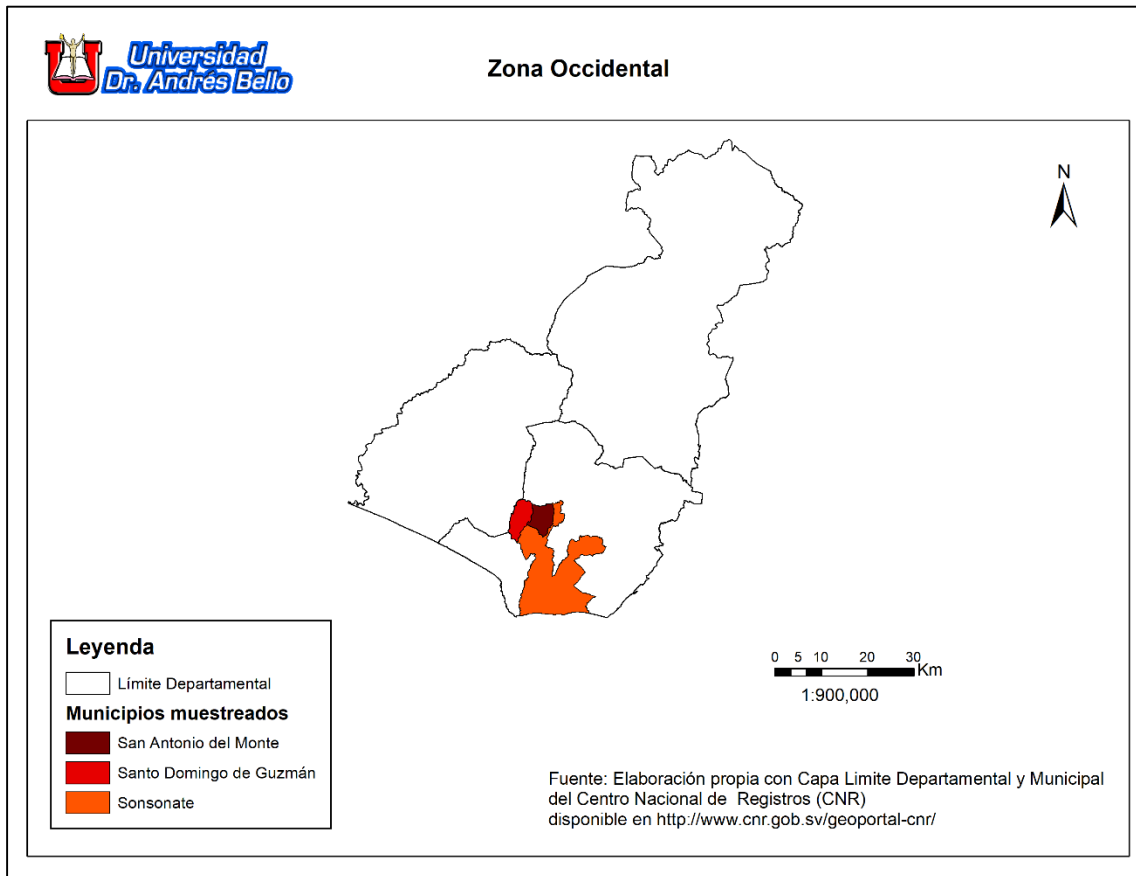 Universidad
Dr. Andrés Bello
Zona Occidental
N
Leyenda
Límite Departamental
Municipios muestreados
San Antonio del Monte
Santo Domingo de Guzmán
Sonsonate
0 5 10 20 30
Km
1:900,000
Fuente: Elaboración propia con Capa Limite Departamental y Municipal
del Centro Nacional de Registros (CNR)
disponible en http://www.cnr.gob.sv/geoportal-cnr/